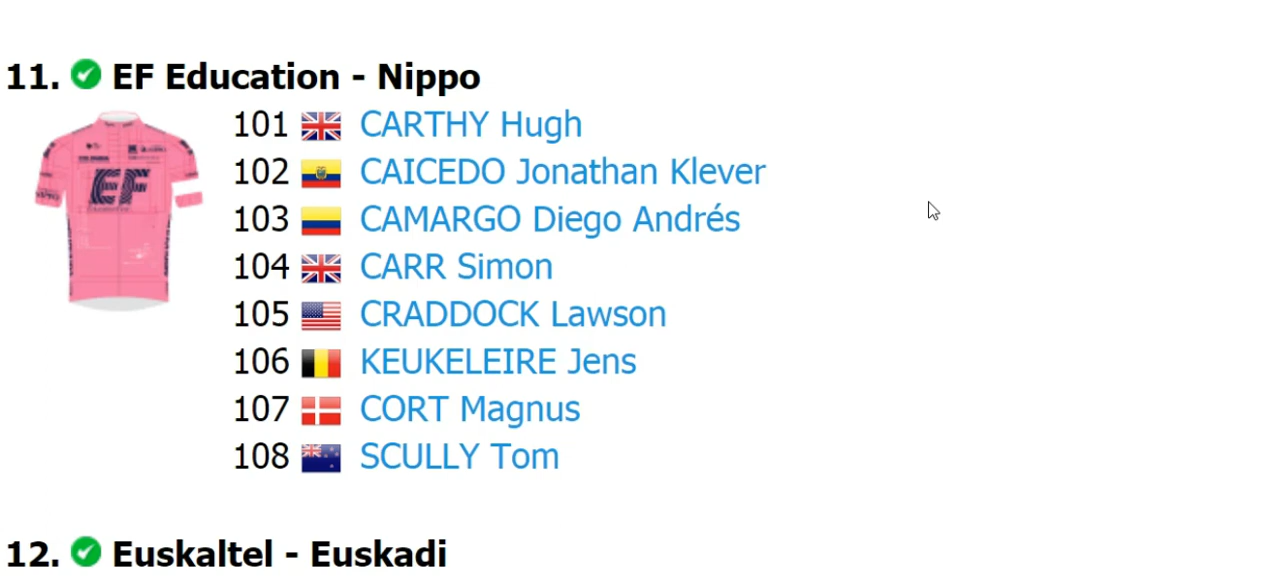 11. EF Education - Nippo
EF
101 CARTHY Hugh
102 CAICEDO Jonathan Klever
103 CAMARGO Diego Andrés
104 CARR Simon
105 CRADDOCK Lawson
106 KEUKELEIRE Jens
107 CORT Magnus
108 SCULLY Tom
12. Euskaltel - Euskadi